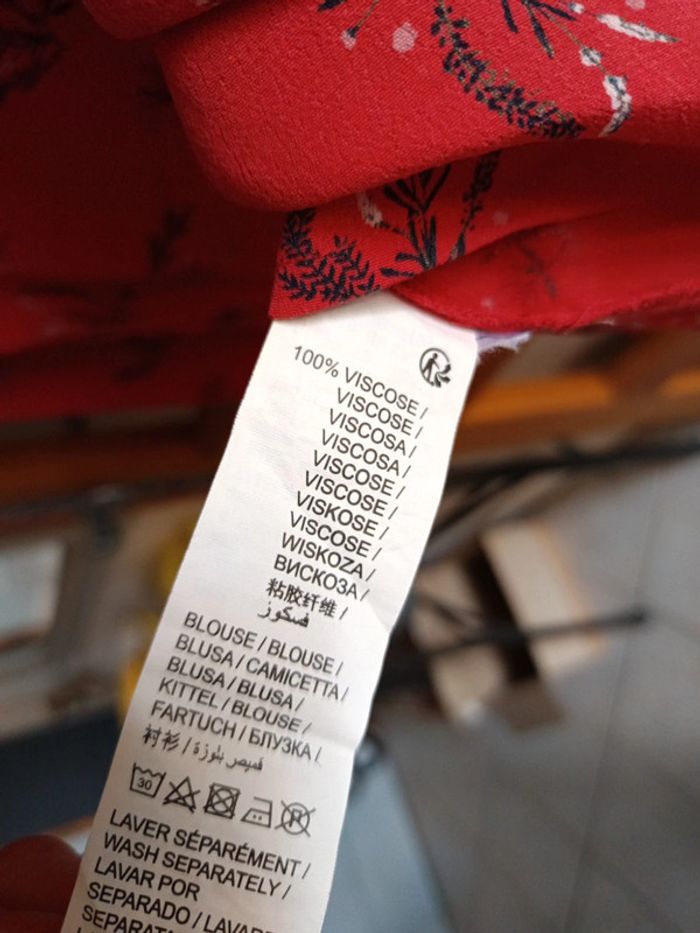 100% VISCOSE /
VISCOSE /
VISCOSA /
VISCOSA /
VISCOSE /
VISCOSE /
VISKOSE /
VISCOSE /
WISKOZA /
ВИСКОЗА /
粘胶纤维 /
فسكوز
BLOUSE / BLOUSE /
BLUSA / CAMICETTA /
BLUSA / BLUSA /
KITTEL / BLOUSE /
FARTUCH / БЛУЗКА /
衬衫 / قميص بلوزة
30
LAVER SÉPARÉMENT /
WASH SEPARATELY /
LAVAR POR
SEPARADO /